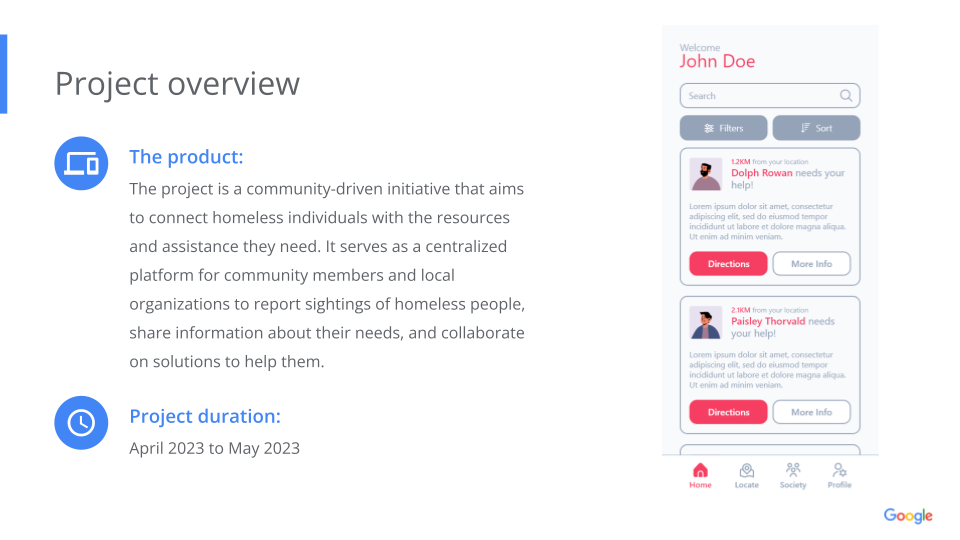 Project overview
The product:
The project is a community-driven initiative that aims
to connect homeless individuals with the resources
and assistance they need. It serves as a centralized
platform for community members and local
organizations to report sightings of homeless people,
share information about their needs, and collaborate
on solutions to help them.
Project duration:
April 2023 to May 2023
Welcome
John Doe
Search
Filters
Sort
1.2KM from your location
Dolph Rowan needs your
help!
Lorem ipsum dolor sit amet, consectetur
adipiscing elit, sed do eiusmod tempor
incididunt ut labore et dolore magna aliqua.
Ut enim ad minim veniam.
Directions
More Info
2.1KM from your location
Paisley Thorvald needs
your help!
Lorem ipsum dolor sit amet, consectetur
adipiscing elit, sed do eiusmod tempor
incididunt ut labore et dolore magna aliqua.
Ut enim ad minim veniam.
Directions
More Info
Home
Locate
Society
Profile
Google